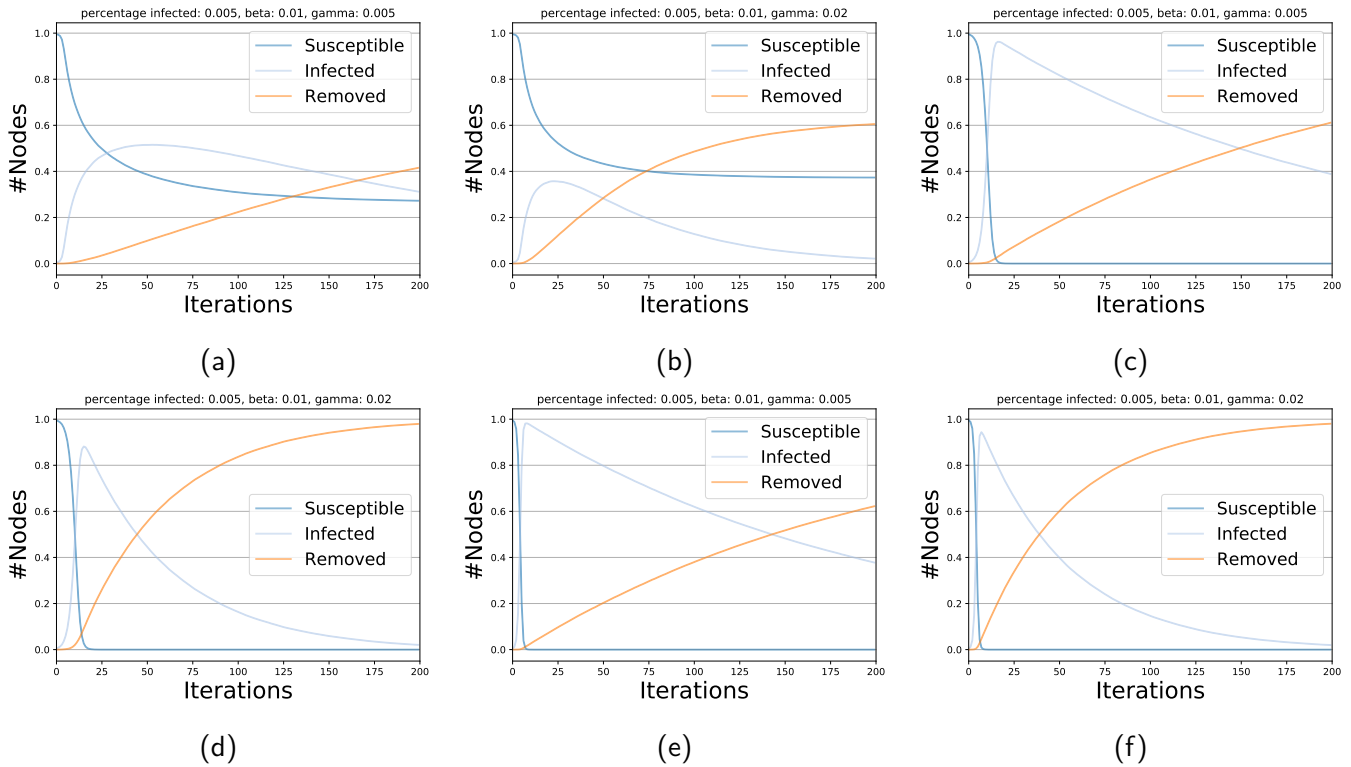 percentage infected: 0.005, beta: 0.01, gamma: 0.005
1.0
0.8
0.6
0.4
0.2
0.0
#Nodes
Susceptible
Infected
Removed
0 25 50 75 100 125 150 175 200
Iterations
(a)
percentage infected: 0.005, beta: 0.01, gamma: 0.02
1.0
0.8
0.6
0.4
0.2
0.0
#Nodes
Susceptible
Infected
Removed
0 25 50 75 100 125 150 175 200
Iterations
(b)
percentage infected: 0.005, beta: 0.01, gamma: 0.005
1.0
0.8
0.6
0.4
0.2
0.0
#Nodes
Susceptible
Infected
Removed
0 25 50 75 100 125 150 175 200
Iterations
(c)
percentage infected: 0.005, beta: 0.01, gamma: 0.02
1.0
0.8
0.6
0.4
0.2
0.0
#Nodes
Susceptible
Infected
Removed
0 25 50 75 100 125 150 175 200
Iterations
(d)
percentage infected: 0.005, beta: 0.01, gamma: 0.005
1.0
0.8
0.6
0.4
0.2
0.0
#Nodes
Susceptible
Infected
Removed
0 25 50 75 100 125 150 175 200
Iterations
(e)
percentage infected: 0.005, beta: 0.01, gamma: 0.02
1.0
0.8
0.6
0.4
0.2
0.0
#Nodes
Susceptible
Infected
Removed
0 25 50 75 100 125 150 175 200
Iterations
(f)